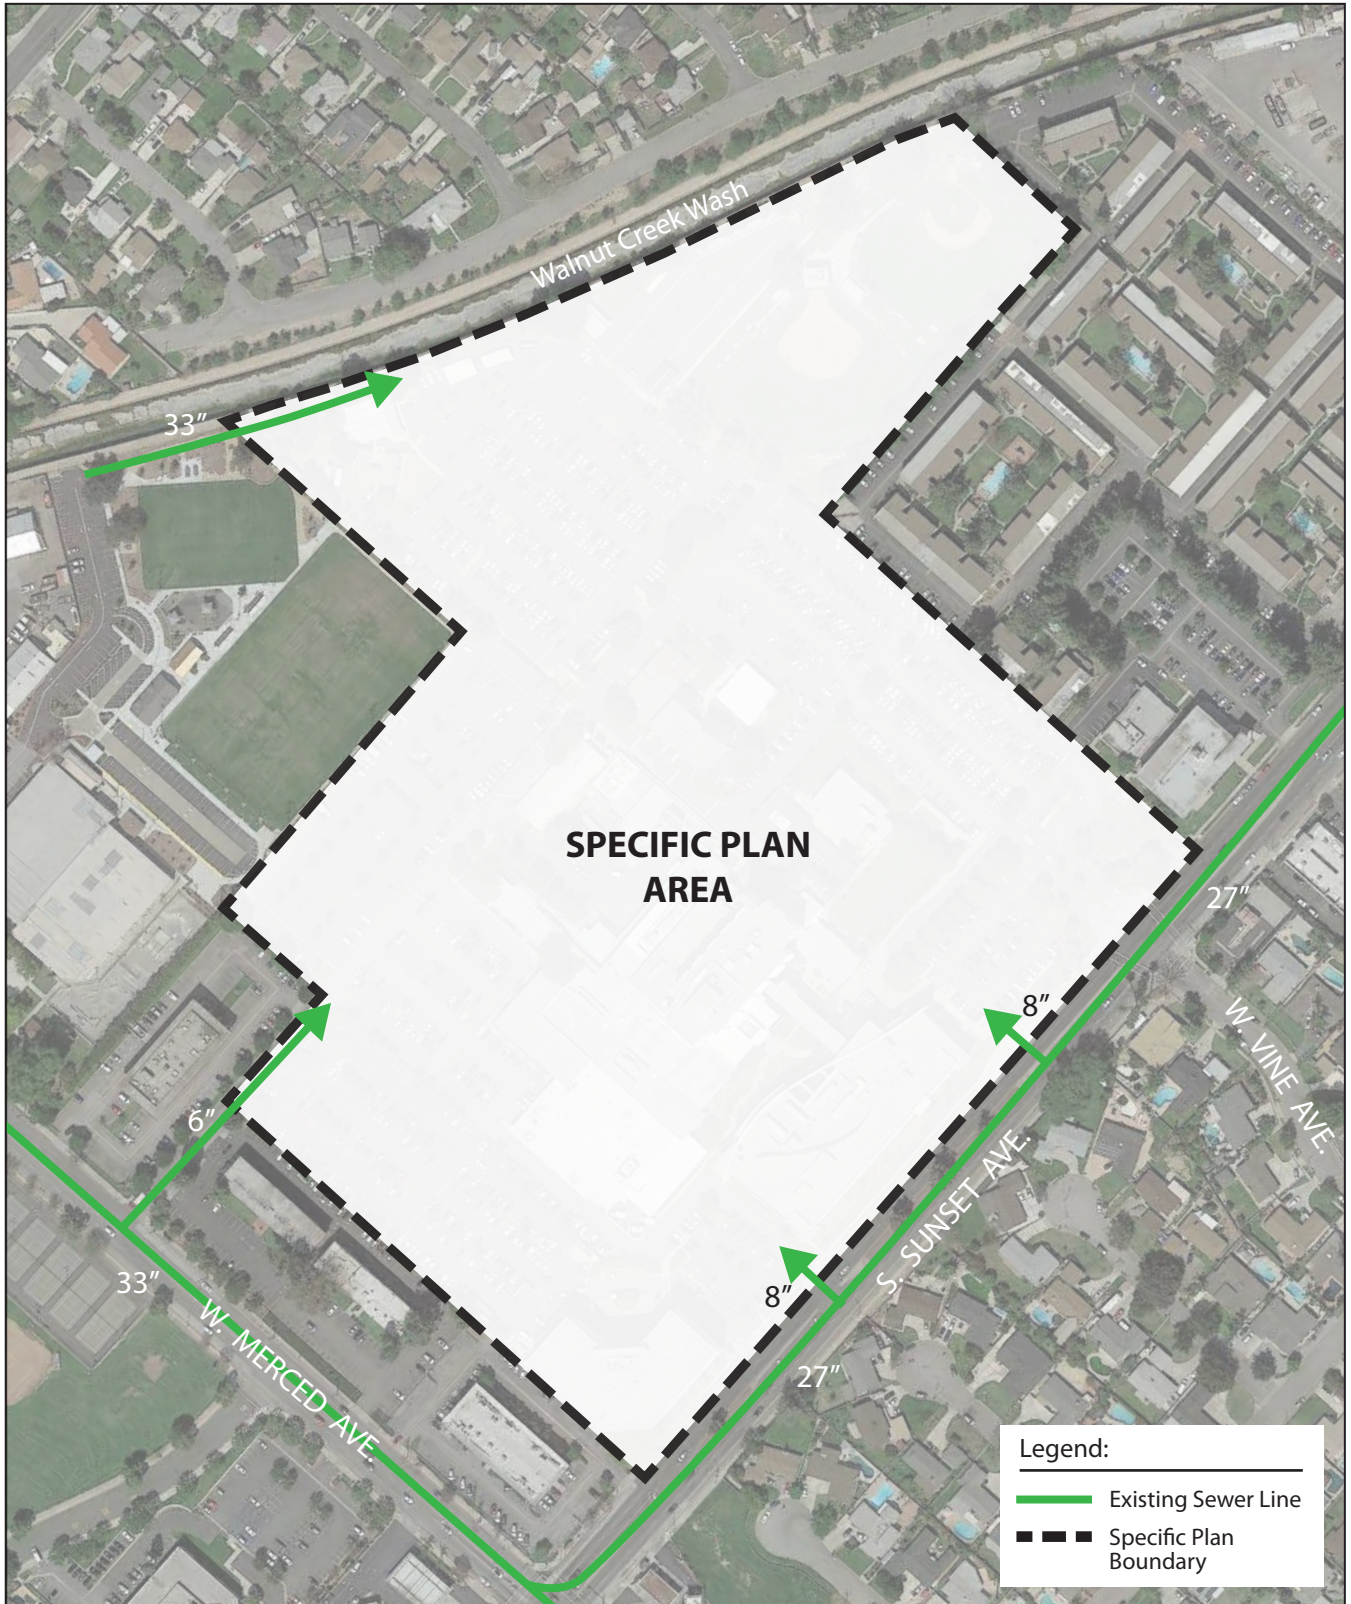 Walnut Creek Wash
33"
SPECIFIC PLAN
AREA
27"
8"
W. VINE AVE.
6"
S. SUNSET AVE.
33"
8"
W. MERCED AVE.
27"
Legend:
Existing Sewer Line
Specific Plan
Boundary